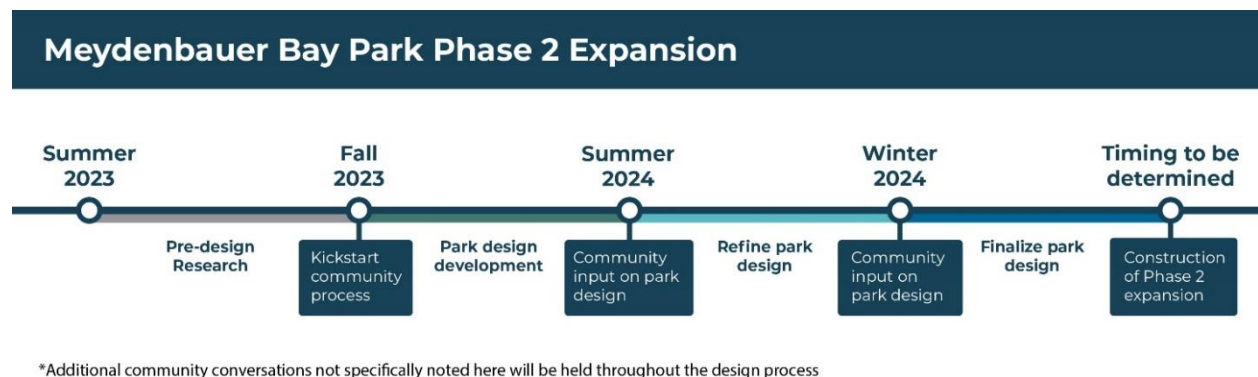 Meydenbauer Bay Park Phase 2 Expansion
Summer
2023
Fall
2023
Summer
2024
Winter
2024
Timing to be
determined
Pre-design
Research
Kickstart
community
process
Park design
development
Community
input on park
design
Refine park
design
Community
input on
park design
Finalize park
design
Construction
of Phase 2
expansion
*Additional community conversations not specifically noted here will be held throughout the design process